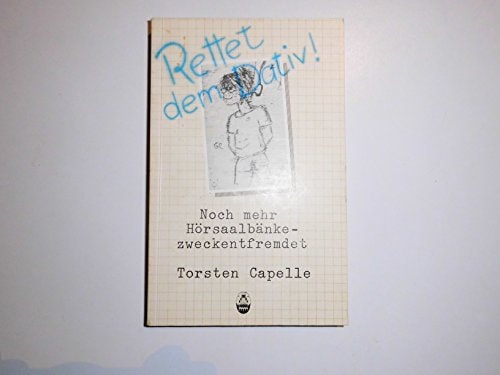 Rettet
dem Dativ!
Noch mehr
Hörsaalbänke-
zweckentfremdet
Torsten Capelle